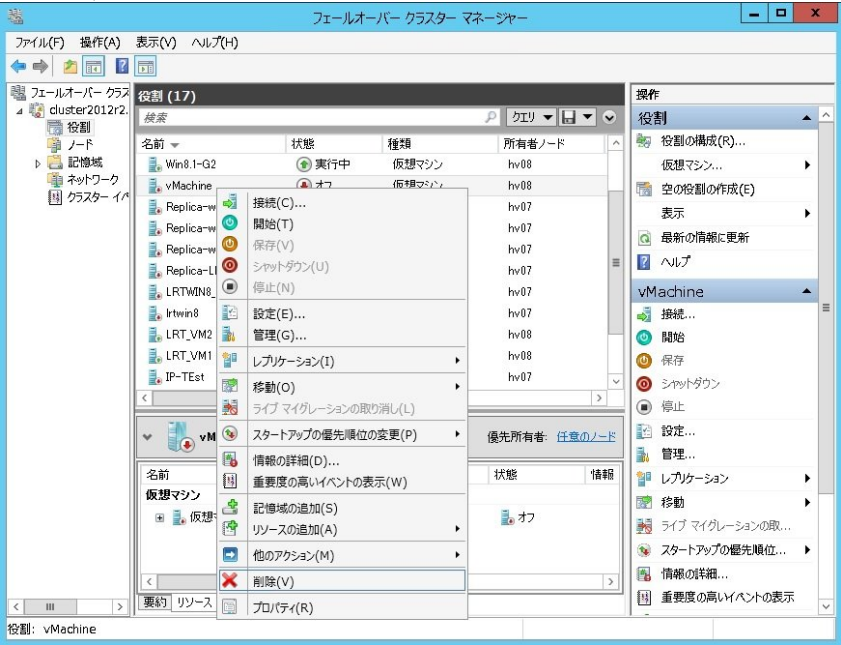 フェールオーバー クラスター マネージャー
ファイル(F) 操作(A) 表示(V) ヘルプ(H)
フェールオーバー クラス
cluster2012r2.
役割
ノード
記憶域
ネットワーク
クラスター イベ
役割 (17)
検索
クエリ
名前 状態 種類 所有者ノード
Win8.1-G2 実行中 仮想マシン hv08
vMachine オフ 仮想マシン hv08
Replica-w hv07
Replica-w hv07
Replica-w hv07
Replica-LI hv07
LRTWIN8_ hv07
lrtwin8 hv07
LRT_VM2 hv08
LRT_VM1 hv08
IP-TEst hv07
接続(C)...
開始(T)
保存(V)
シャットダウン(U)
停止(N)
設定(E)...
管理(G)...
レプリケーション(I)
移動(O)
ライブ マイグレーションの取り消し(L)
スタートアップの優先順位の変更(P)
情報の詳細(D)...
重要度の高いイベントの表示(W)
記憶域の追加(S)
リソースの追加(A)
他のアクション(M)
削除(V)
プロパティ(R)
vM 優先所有者: 任意のノード
名前 状態 情報
仮想マシン
仮想 オフ
要約 リソース
操作
役割
役割の構成(R)...
仮想マシン...
空の役割の作成(E)
表示
最新の情報に更新
ヘルプ
vMachine
接続...
開始
保存
シャットダウン
停止
設定...
管理...
レプリケーション
移動
ライブ マイグレーションの取...
スタートアップの優先順位...
情報の詳細...
重要度の高いイベントの表示
役割: vMachine